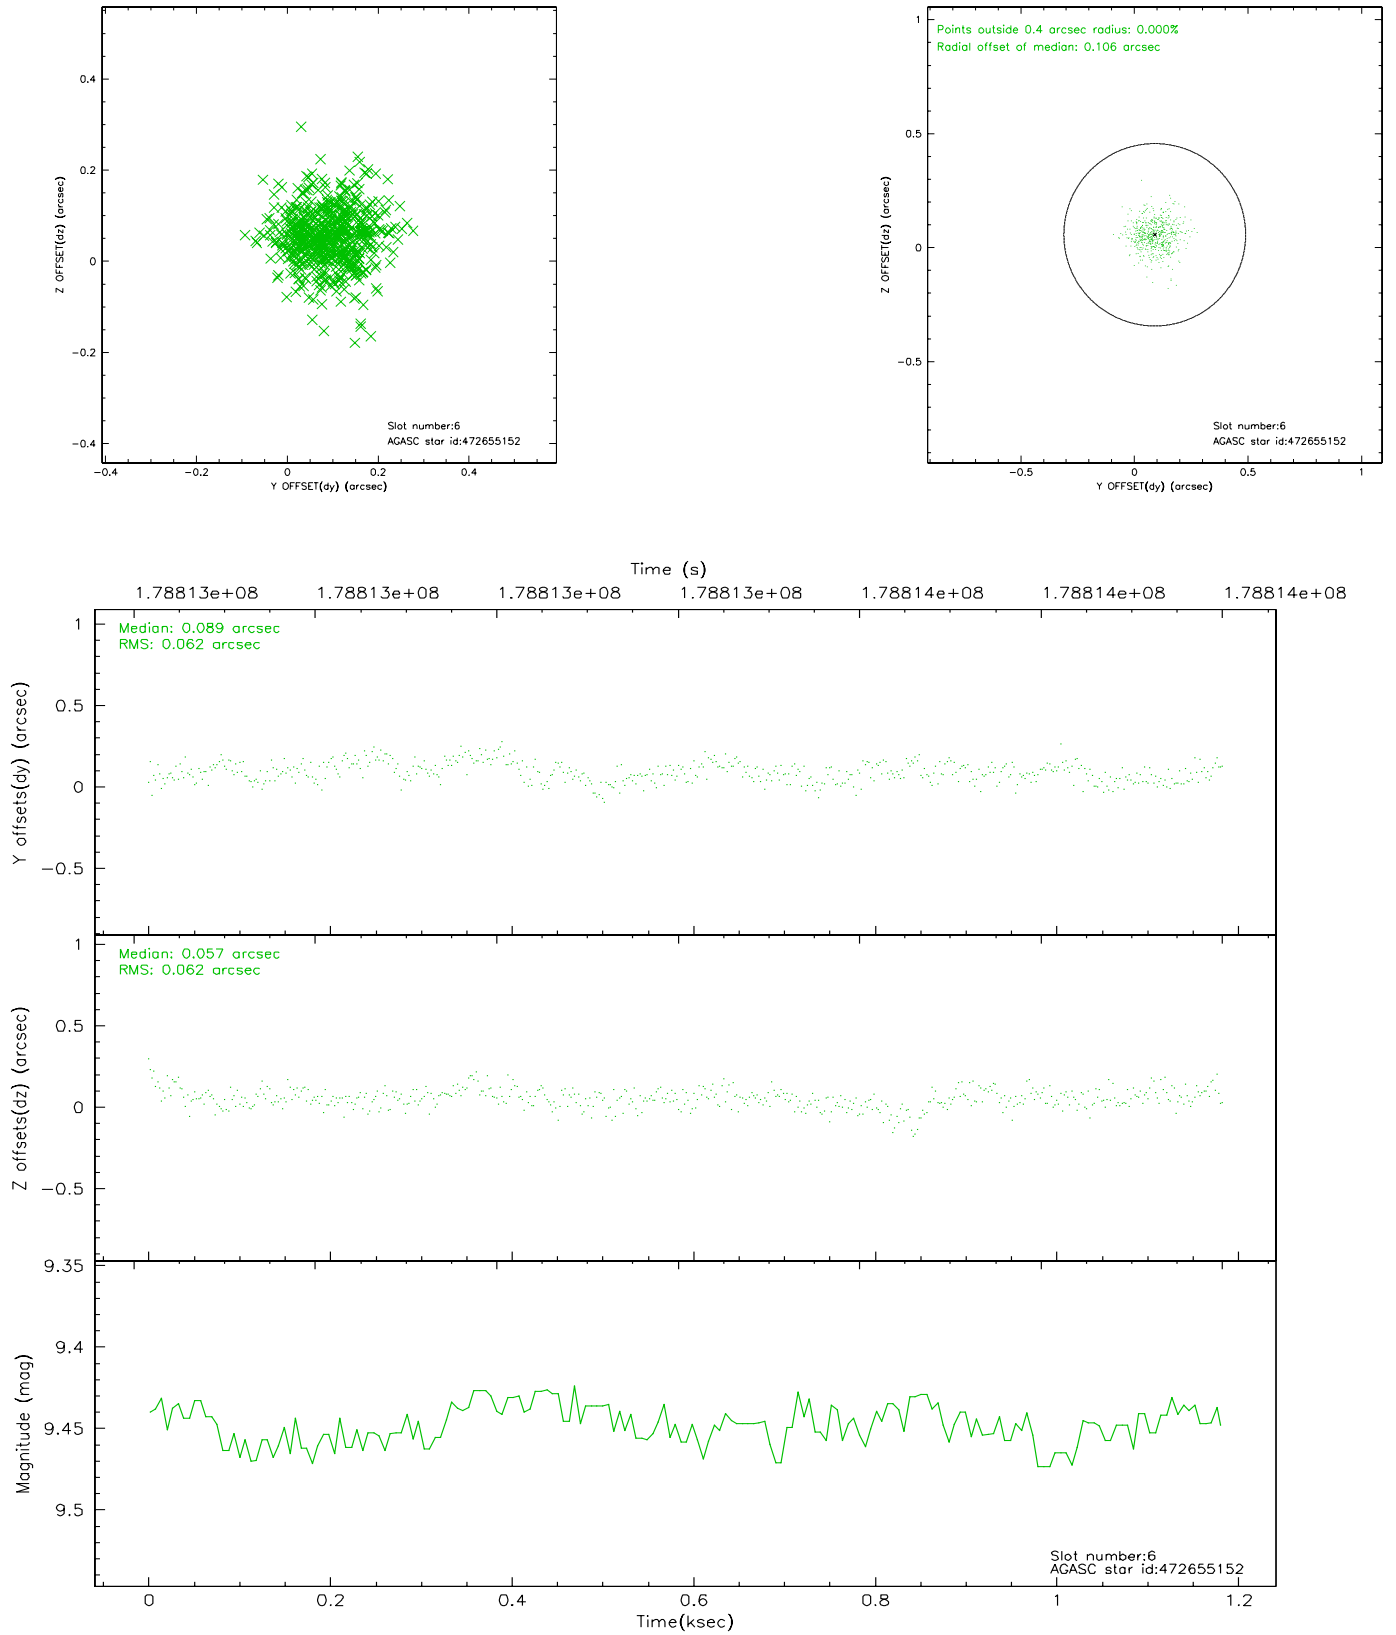 0.4
0.2
0
−0.2
−0.4
Z OFFSET(dz) (arcsec)
Slot number:6
AGASC star id:472655152
−0.4 −0.2 0 0.2 0.4
Y OFFSET(dy) (arcsec)
Points outside 0.4 arcsec radius: 0.000%
Radial offset of median: 0.106 arcsec
1
0.5
0
−0.5
Z OFFSET(dz) (arcsec)
Slot number:6
AGASC star id:472655152
−0.5 0 0.5 1
Y OFFSET(dy) (arcsec)
Time (s)
1.78813e+08 1.78813e+08 1.78813e+08 1.78813e+08 1.78814e+08 1.78814e+08 1.78814e+08
Median: 0.089 arcsec
RMS: 0.062 arcsec
1
0.5
0
−0.5
Y offsets(dy) (arcsec)
Median: 0.057 arcsec
RMS: 0.062 arcsec
1
0.5
0
−0.5
Z offsets(dz) (arcsec)
9.35
9.4
9.45
9.5
Magnitude (mag)
Slot number:6
AGASC star id:472655152
0 0.2 0.4 0.6 0.8 1 1.2
Time(ksec)